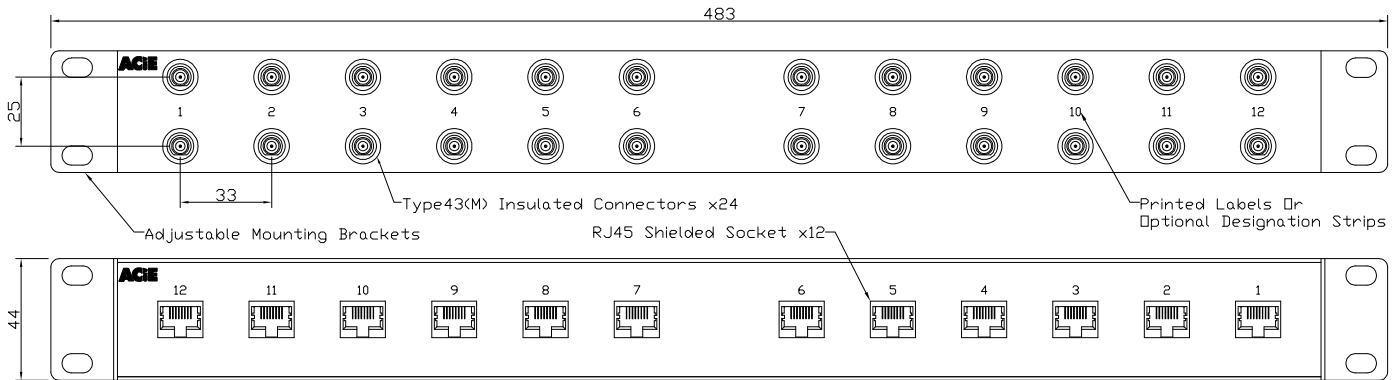 483
ACiE
1 2 3 4 5 6 7 8 9 10 11 12
25
33
Type43(M) Insulated Connectors x24
Printed Labels Or
Optional Designation Strips
Adjustable Mounting Brackets
RJ45 Shielded Socket x12
ACiE
12 11 10 9 8 7 6 5 4 3 2 1
44